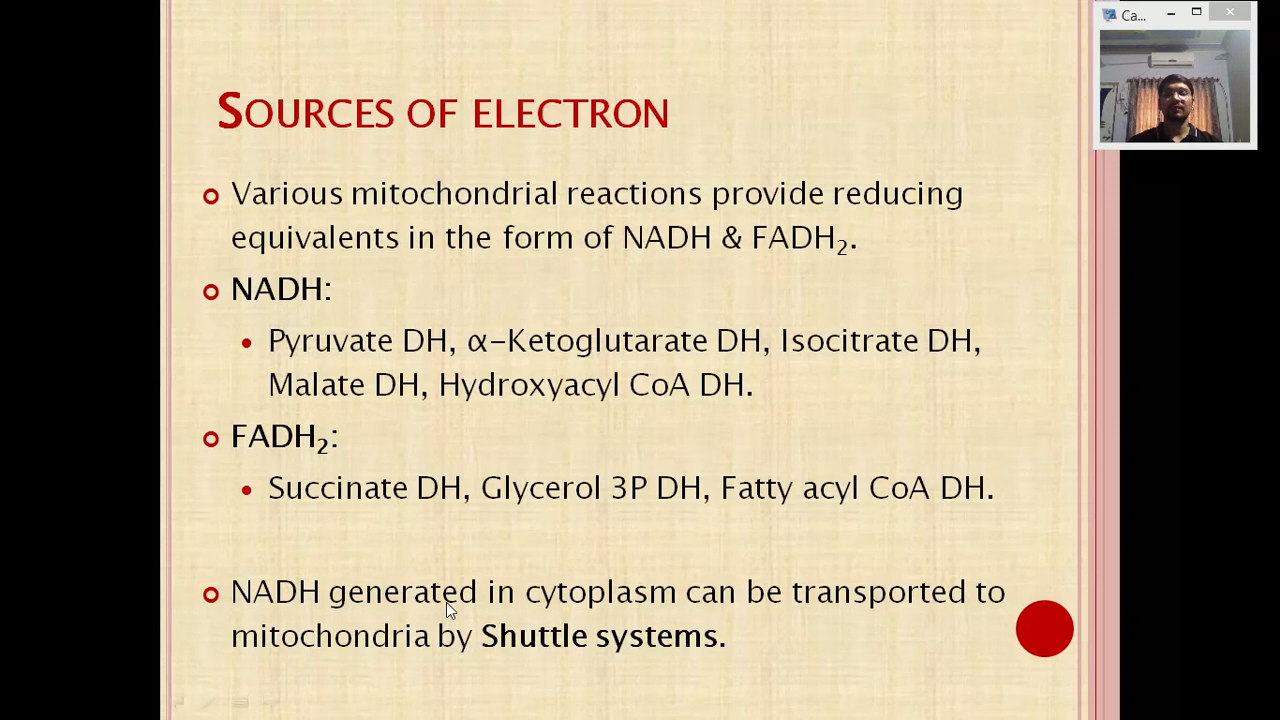 Ca...
SOURCES OF ELECTRON
Various mitochondrial reactions provide reducing
equivalents in the form of NADH & FADH₂.
NADH:
Pyruvate DH, α-Ketoglutarate DH, Isocitrate DH,
Malate DH, Hydroxyacyl CoA DH.
FADH₂:
Succinate DH, Glycerol 3P DH, Fatty acyl CoA DH.
NADH generated in cytoplasm can be transported to
mitochondria by Shuttle systems.